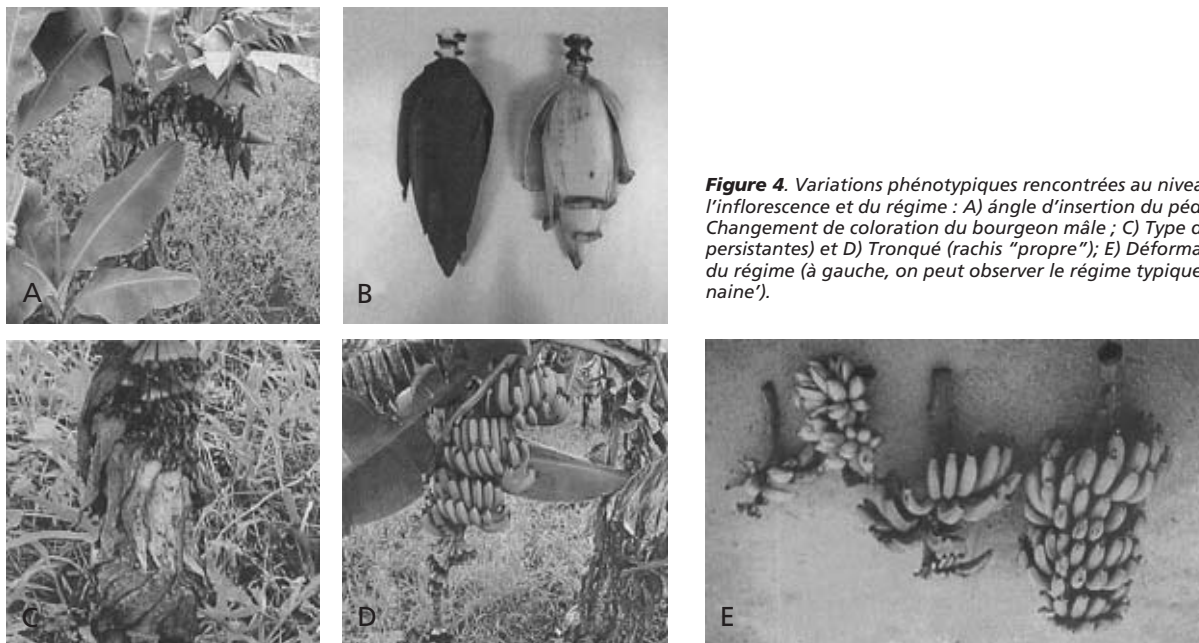 Figure 4. Variations phénotypiques rencontrées au nivea
l'inflorescence et du régime : A) ángle d'insertion du péd
Changement de coloration du bourgeon mâle ; C) Type d
persistantes) et D) Tronqué (rachis "propre"); E) Déforma
du régime (à gauche, on peut observer le régime typique
naine').
A
B
C
D
E